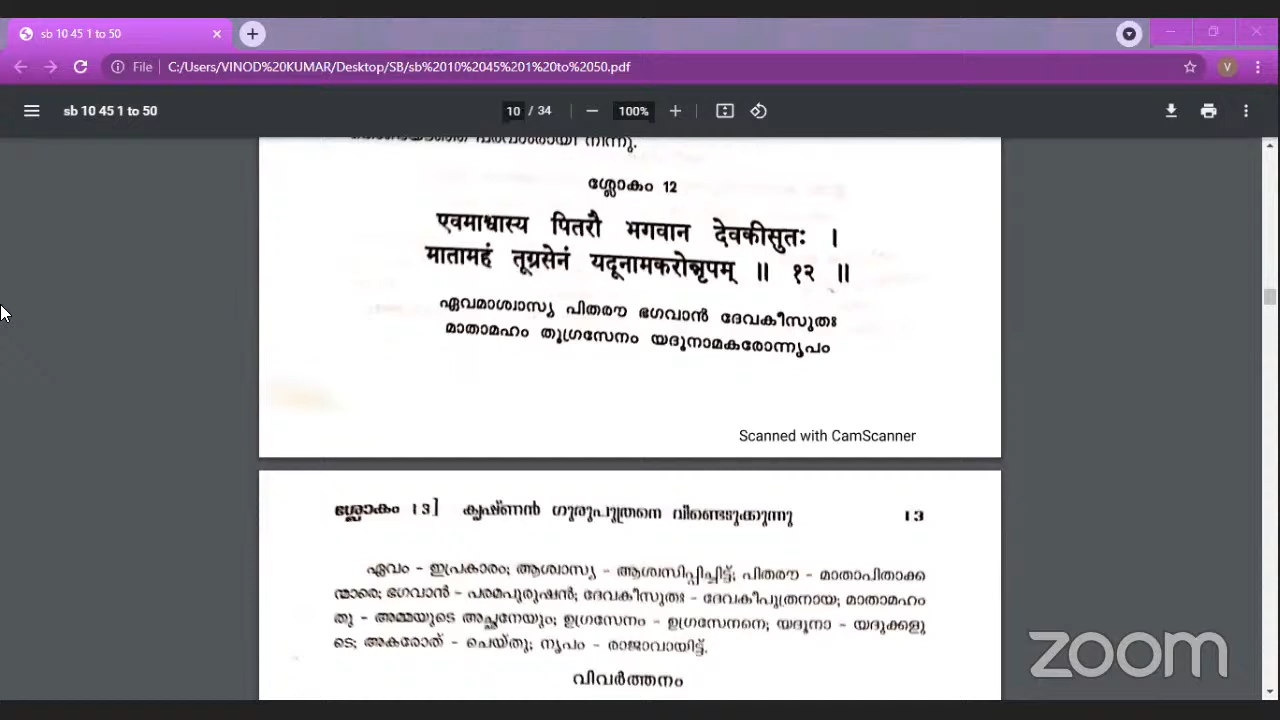 sb 10 45 1 to 50
File C:/Users/VINOD%20KUMAR/Desktop/SB/sb%2010%2045%201%20to%2050.pdf
V
sb 10 45 1 to 50
10 / 34
100%
നിന്നു.
ശ്ലോകം 12
एवमाश्वास्य पितरौ भगवान देवकीसुतः ।
मातामहं तूग्रसेनं यदूनामकरोन्नृपम् ॥ १२ ॥
ഏവമാശ്വാസ്യ പിതരൗ ഭഗവാൻ ദേവകീസുതഃ
മാതാമഹം തൂഗ്രസേനം യദൂനാമകരോന്നൃപം
Scanned with CamScanner
ശ്ലോകം 13] കൃഷ്ണൻ ഗുരുപുത്രനെ വീണ്ടെടുക്കുന്നു 13
ഏവം - ഇപ്രകാരം; ആശ്വാസ്യ - ആശ്വസിപ്പിച്ചിട്ട്; പിതരൗ - മാതാപിതാക്ക
ന്മാരെ; ഭഗവാൻ - പരമപുരുഷൻ; ദേവകീസുതഃ - ദേവകീപുത്രനായ; മാതാമഹം
തു - അമ്മയുടെ അച്ഛനേയും; ഉഗ്രസേനം - ഉഗ്രസേനനെ; യദൂനാ - യദുക്കളു
ടെ; അകരോത് - ചെയ്തു; നൃപം - രാജാവായിട്ട്.
വിവർത്തനം
zoom